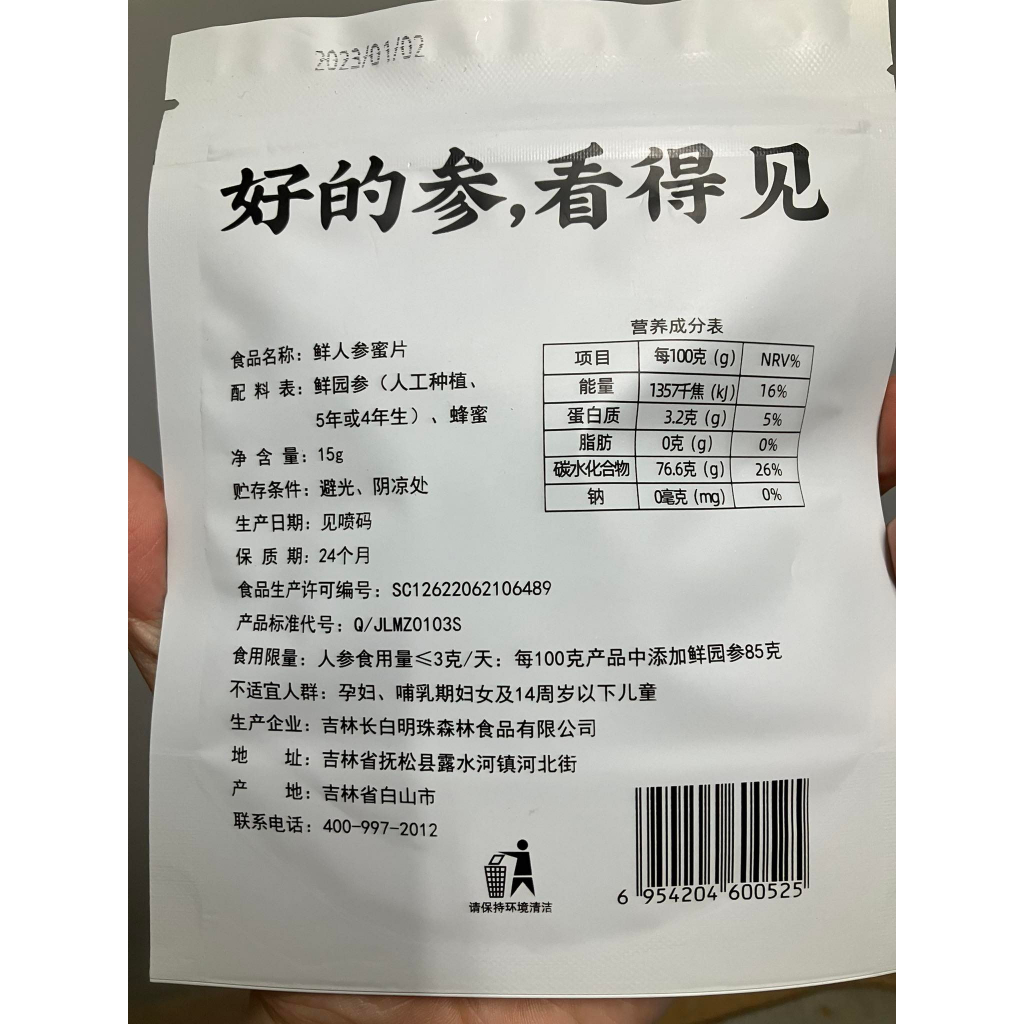 2023/01/02
好的参,看得见
食品名称：鲜人参蜜片
配料表：鲜园参（人工种植、
5年或4年生）、蜂蜜
净含量：15g
贮存条件：避光、阴凉处
生产日期：见喷码
保质期：24个月
食品生产许可编号：SC12622062106489
产品标准代号：Q/JLMZ0103S
食用限量：人参食用量≤3克/天；每100克产品中添加鲜园参85克
不适宜人群：孕妇、哺乳期妇女及14周岁以下儿童
生产企业：吉林长白明珠森林食品有限公司
地址：吉林省抚松县露水河镇河北街
产地：吉林省白山市
联系电话：400-997-2012
营养成分表
项目 每100克（g） NRV%
能量 1357千焦（kJ） 16%
蛋白质 3.2克（g） 5%
脂肪 0克（g） 0%
碳水化合物 76.6克（g） 26%
钠 0毫克（mg） 0%
请保持环境清洁
6 954204 600525